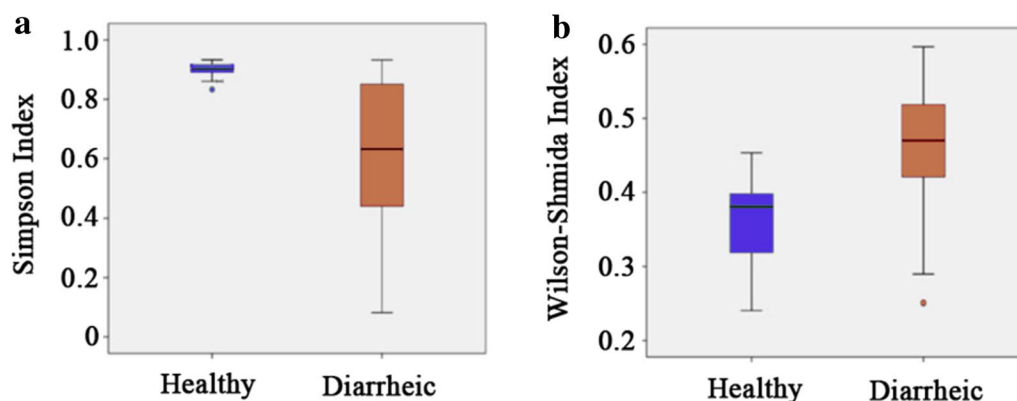 a
1.0
0.8
0.6
0.4
0.2
0
Simpson Index
Healthy Diarrheic
b
0.6
0.5
0.4
0.3
0.2
Wilson-Shmida Index
Healthy Diarrheic